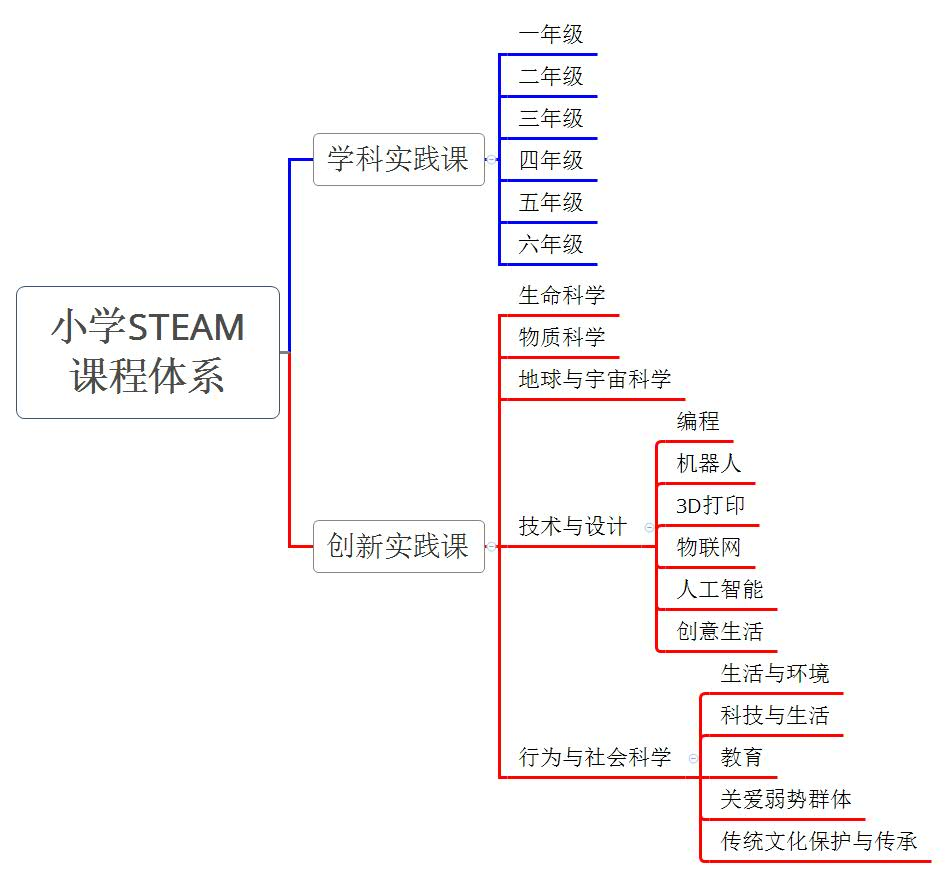 小学STEAM
课程体系
学科实践课
一年级
二年级
三年级
四年级
五年级
六年级
创新实践课
生命科学
物质科学
地球与宇宙科学
技术与设计
编程
机器人
3D打印
物联网
人工智能
创意生活
行为与社会科学
生活与环境
科技与生活
教育
关爱弱势群体
传统文化保护与传承